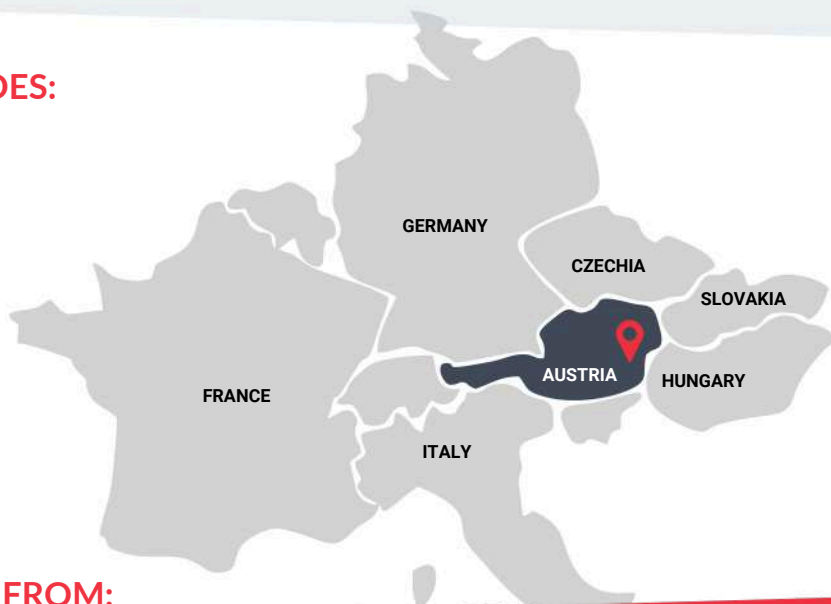 DES:
GERMANY
CZECHIA
SLOVAKIA
AUSTRIA
HUNGARY
FRANCE
ITALY
FROM: